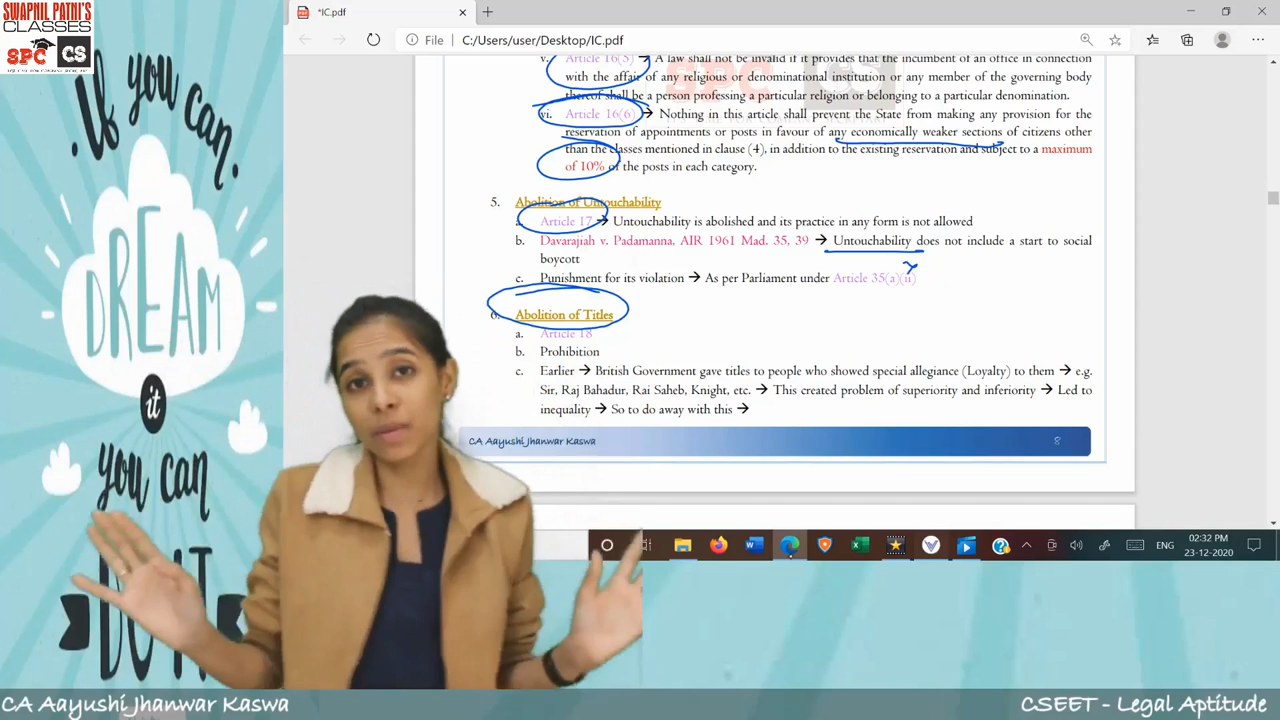 SWAPNIL PATNI'S
CLASSES
SPC CS
If you can.
DREAM
it
you can
DO IT
*IC.pdf
File C:/Users/user/Desktop/IC.pdf
v. Article 16(5) → A law shall not be invalid if it provides that the incumbent of an office in connection
with the affair of any religious or denominational institution or any member of the governing body
thereof shall be a person professing a particular religion or belonging to a particular denomination.
vi. Article 16(6) → Nothing in this article shall prevent the State from making any provision for the
reservation of appointments or posts in favour of any economically weaker sections of citizens other
than the classes mentioned in clause (4), in addition to the existing reservation and subject to a maximum
of 10% of the posts in each category.
5. Abolition of Untouchability
a. Article 17 → Untouchability is abolished and its practice in any form is not allowed
b. Davarajiah v. Padamanna, AIR 1961 Mad, 35, 39 → Untouchability does not include a start to social
boycott
c. Punishment for its violation → As per Parliament under Article 35(a)(ii)
6. Abolition of Titles
a. Article 18
b. Prohibition
c. Earlier → British Government gave titles to people who showed special allegiance (Loyalty) to them → e.g.
Sir, Raj Bahadur, Rai Saheb, Knight, etc. → This created problem of superiority and inferiority → Led to
inequality → So to do away with this →
CA Aayushi Jhanwar Kaswa 8
ENG 02:32 PM
23-12-2020
CA Aayushi Jhanwar Kaswa CSEET - Legal Aptitude